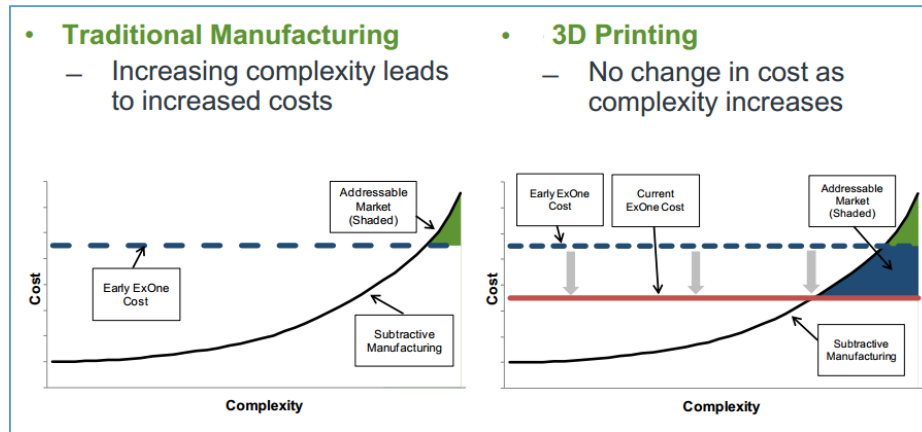 • Traditional Manufacturing
– Increasing complexity leads
to increased costs
Addressable
Market
(Shaded)
Early ExOne
Cost
Subtractive
Manufacturing
Cost
Complexity
• 3D Printing
– No change in cost as
complexity increases
Early ExOne
Cost
Current
ExOne Cost
Addressable
Market
(Shaded)
Subtractive
Manufacturing
Cost
Complexity